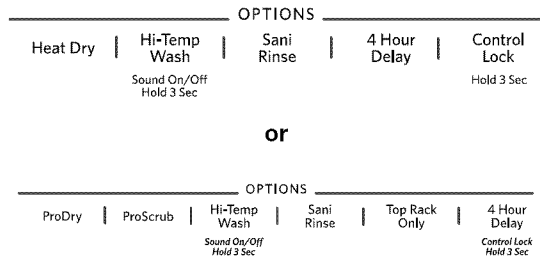 OPTIONS
Heat Dry | Hi-Temp Wash | Sani Rinse | 4 Hour Delay | Control Lock
Sound On/Off Hold 3 Sec
Hold 3 Sec
or
OPTIONS
ProDry | ProScrub | Hi-Temp Wash | Sani Rinse | Top Rack Only | 4 Hour Delay
Sound On/Off Hold 3 Sec
Control Lock Hold 3 Sec